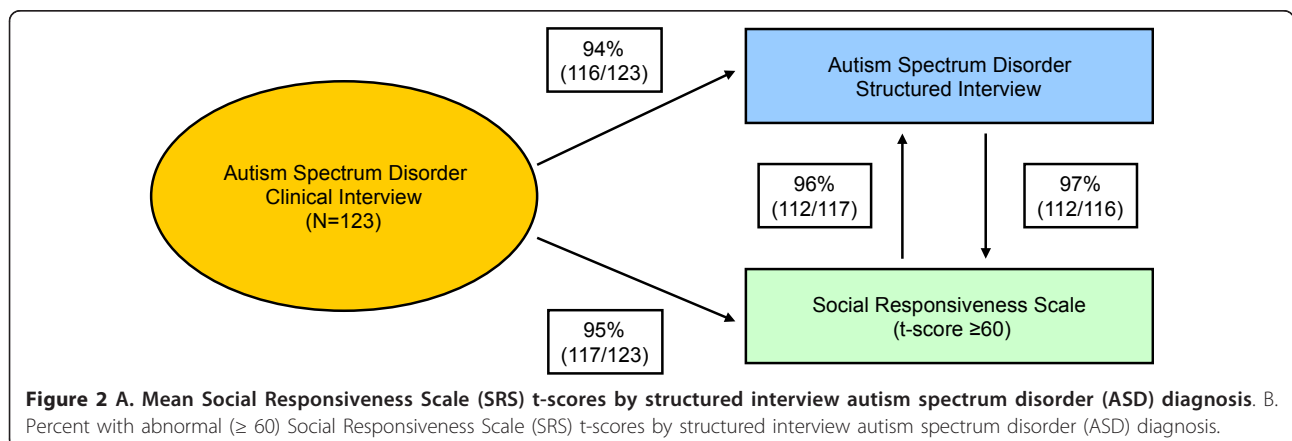 94%
(116/123)
Autism Spectrum Disorder
Structured Interview
Autism Spectrum Disorder
Clinical Interview
(N=123)
96%
(112/117)
97%
(112/116)
95%
(117/123)
Social Responsiveness Scale
(t-score ≥60)
Figure 2 A. Mean Social Responsiveness Scale (SRS) t-scores by structured interview autism spectrum disorder (ASD) diagnosis. B.
Percent with abnormal (≥ 60) Social Responsiveness Scale (SRS) t-scores by structured interview autism spectrum disorder (ASD) diagnosis.